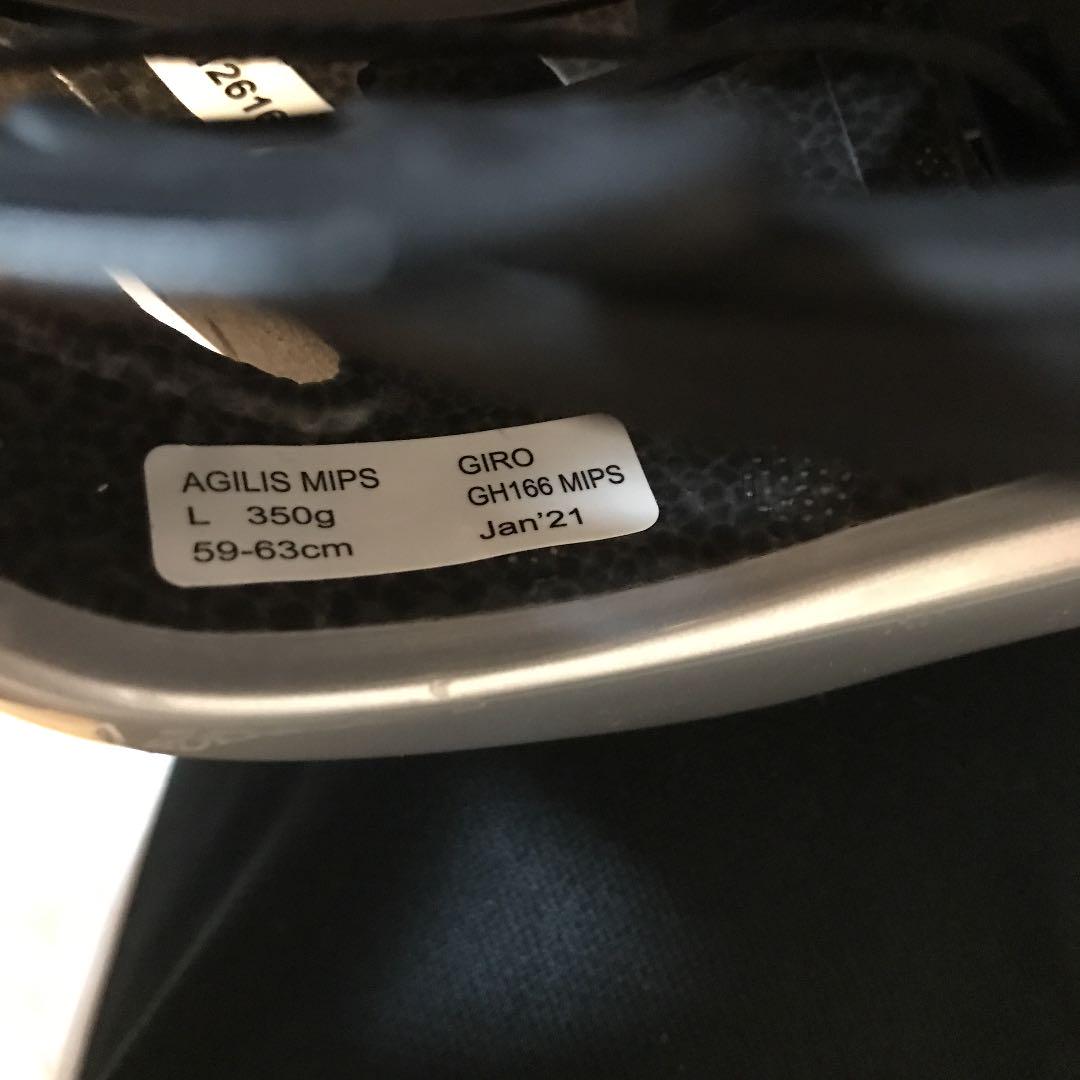 AGILIS MIPS
L 350g
59-63cm
GIRO
GH166 MIPS
Jan'21